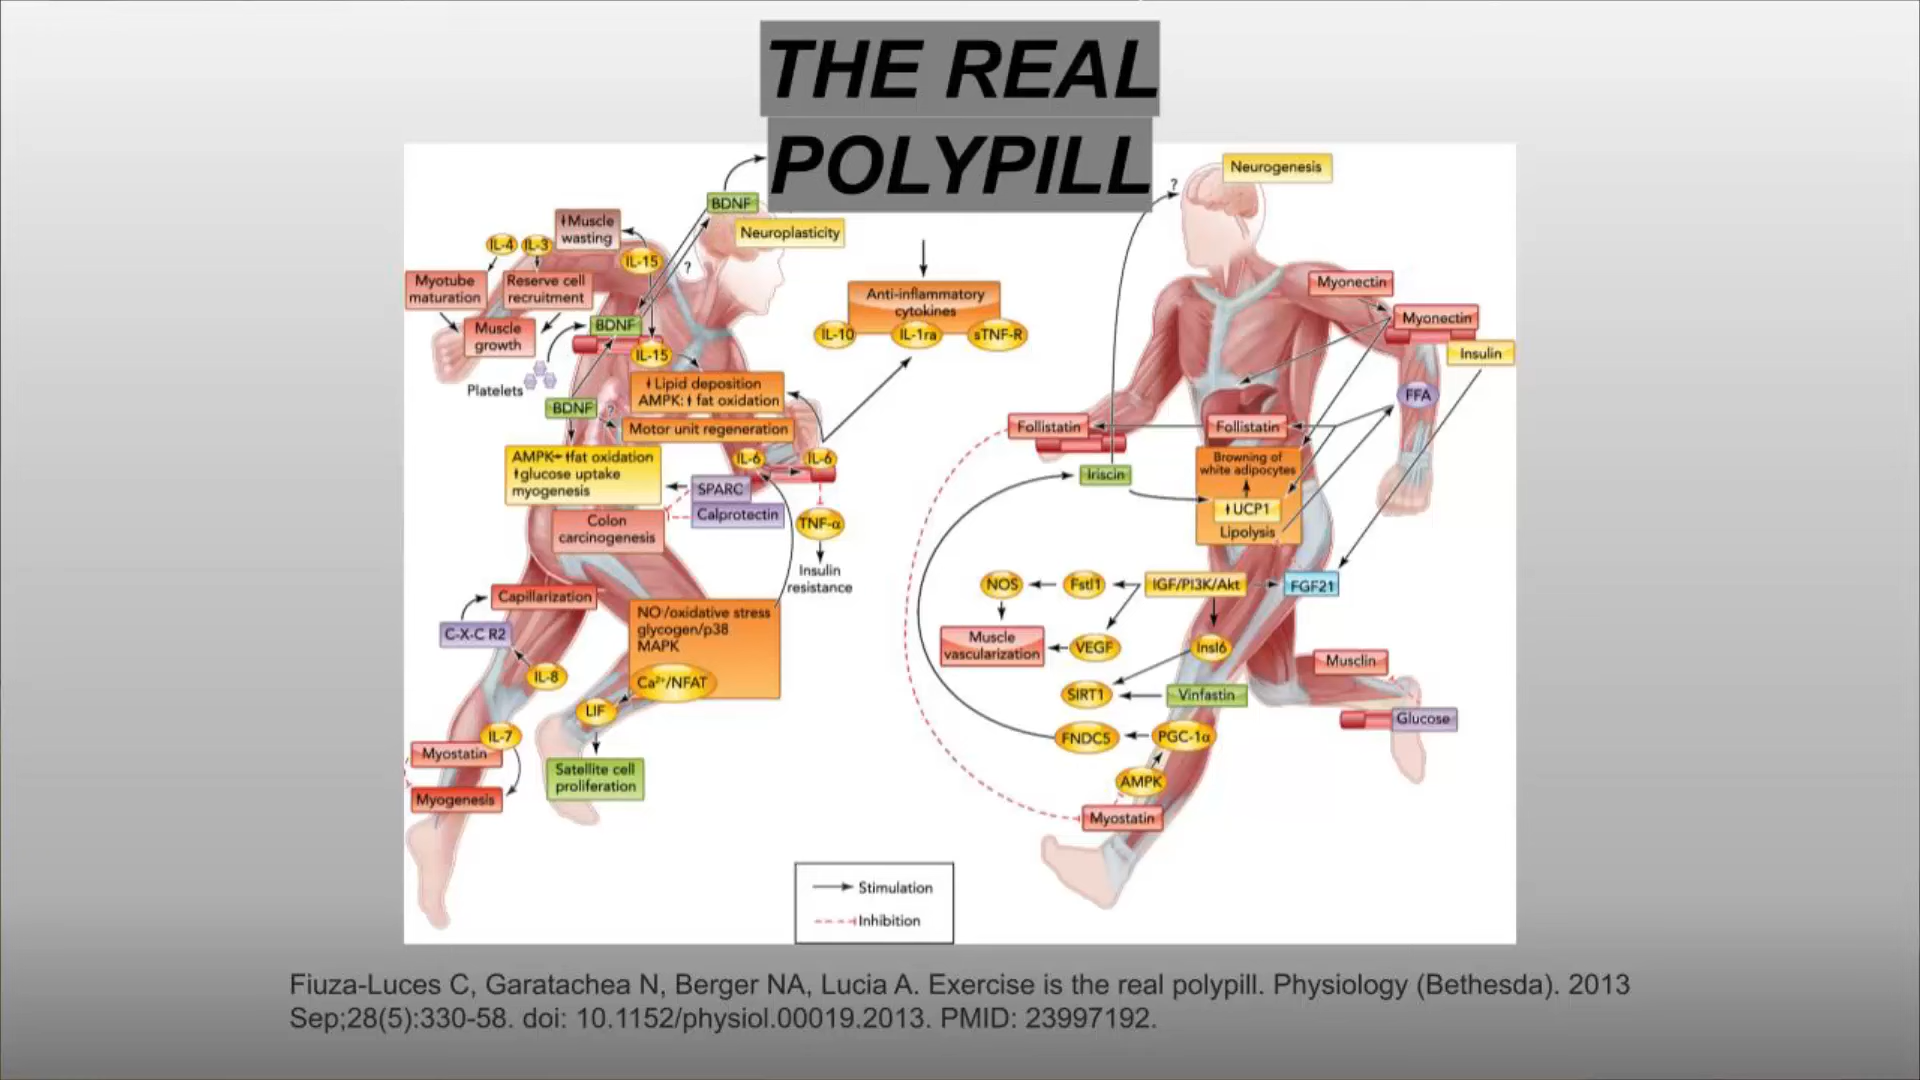 THE REAL
POLYPILL
BDNF
Neuroplasticity
Muscle
wasting
IL-4
IL-3
IL-15
?
Myotube
maturation
Reserve cell
recruitment
Muscle
growth
BDNF
IL-15
Platelets
BDNF
?
Lipid deposition
AMPK: fat oxidation
Motor unit regeneration
Anti-inflammatory
cytokines
IL-10
IL-1ra
sTNF-R
AMPK fat oxidation
glucose uptake
myogenesis
IL-6
IL-6
SPARC
Calprotectin
Colon
carcinogenesis
TNF-α
Insulin
resistance
Capillarization
C-X-C R2
IL-8
NO /oxidative stress
glycogen/p38
MAPK
Ca²⁺/NFAT
LIF
IL-7
Myostatin
Myogenesis
Satellite cell
proliferation
?
Neurogenesis
Myonectin
Myonectin
Insulin
FFA
Follistatin
Follistatin
Browning of
white adipocytes
UCP1
Lipolysis
Iriscin
NOS
Fstl1
IGF/PI3K/Akt
FGF21
Muscle
vascularization
VEGF
Insl6
Musclin
SIRT1
Vinfastin
Glucose
FNDC5
PGC-1α
AMPK
Myostatin
Stimulation
Inhibition
Fiuza-Luces C, Garatachea N, Berger NA, Lucia A. Exercise is the real polypill. Physiology (Bethesda). 2013
Sep;28(5):330-58. doi: 10.1152/physiol.00019.2013. PMID: 23997192.